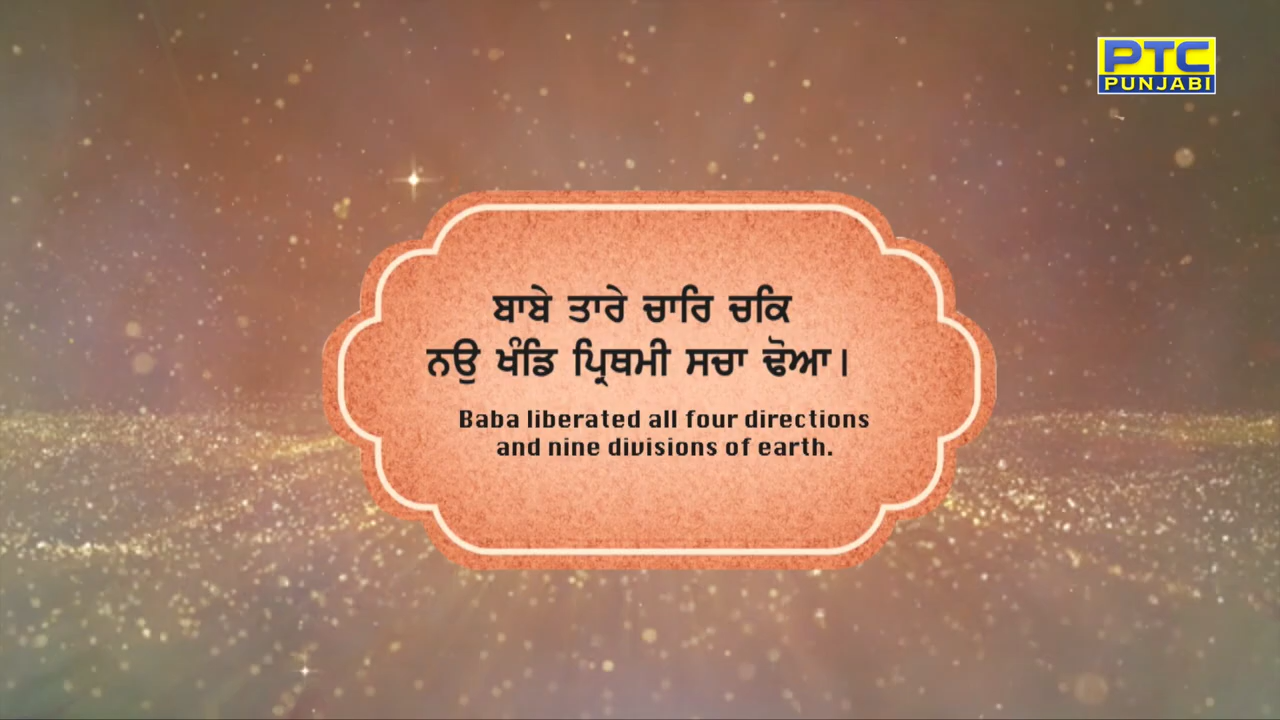 PTC
PUNJABI
ਬਾਬੇ ਤਾਰੇ ਚਾਰਿ ਚਕਿ
ਨਉ ਖੰਡਿ ਪ੍ਰਿਥਮੀ ਸਚਾ ਢੋਆ।
Baba liberated all four directions
and nine divisions of earth.